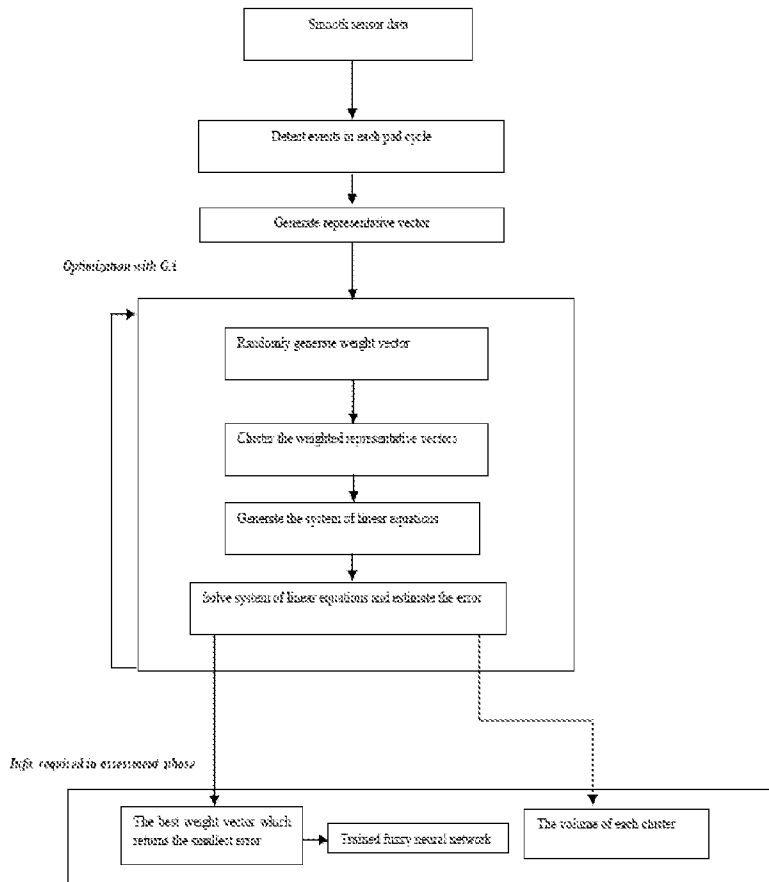 Smooth sensor data
Detect events in each pad cycle
Generate representative vector
Optimization with GA
Randomly generate weight vector
Cluster the weighted representative vectors
Generate the system of linear equations
Solve system of linear equations and estimate the error
Info. required in assessment phase
The best weight vector which
returns the smallest error
Trained fuzzy neural network
The volume of each cluster